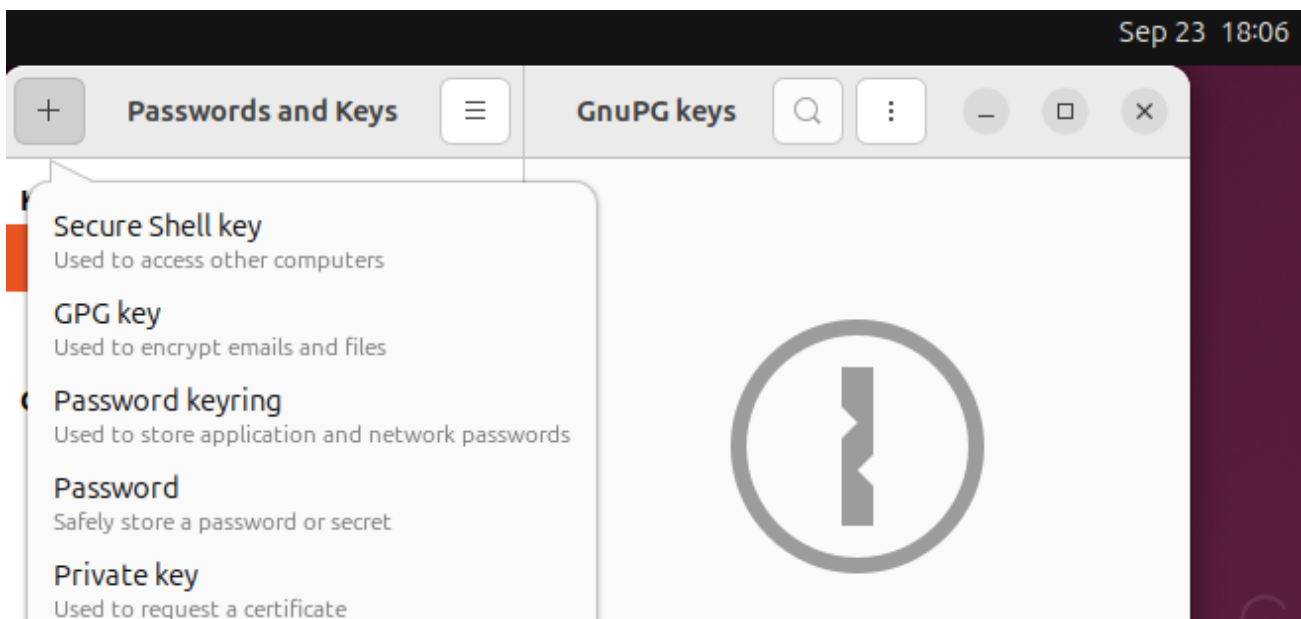 Sep 23 18:06
Passwords and Keys
GnuPG keys
Secure Shell key
Used to access other computers
GPG key
Used to encrypt emails and files
Password keyring
Used to store application and network passwords
Password
Safely store a password or secret
Private key
Used to request a certificate